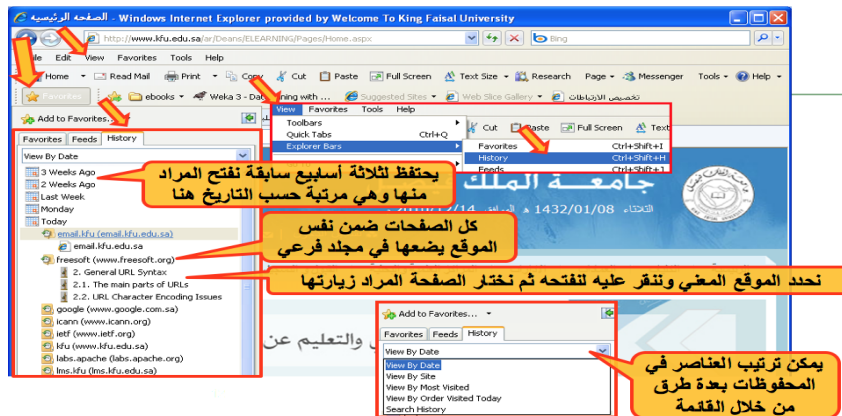 الصفحه الرئيسيه - Windows Internet Explorer provided by Welcome To King Faisal University
http://www.kfu.edu.sa/ar/Deans/ELEARNING/Pages/Home.aspx
Bing
File Edit View Favorites Tools Help
Home Read Mail Print Copy Cut Paste Full Screen Text Size Research Page Messenger Tools Help
Favorites ebooks Weka 3 - Data Mining with ... Suggested Sites Web Slice Gallery تخصيص الارتباطات
Add to Favorites...
Favorites Feeds History
View By Date
3 Weeks Ago
2 Weeks Ago
Last Week
Monday
Today
email.kfu (email.kfu.edu.sa)
email.kfu.edu.sa
freesoft (www.freesoft.org)
2. General URL Syntax
2.1. The main parts of URLs
2.2. URL Character Encoding Issues
google (www.google.com.sa)
icann (www.icann.org)
ietf (www.ietf.org)
kfu (www.kfu.edu.sa)
labs.apache (labs.apache.org)
lms.kfu (lms.kfu.edu.sa)
View Favorites Tools Help
Toolbars
Quick Tabs Ctrl+Q
Explorer Bars
Cut Paste Full Screen Text
Favorites Ctrl+Shift+I
History Ctrl+Shift+H
Feeds Ctrl+Shift+J
جامعة الملك فيصل
الثلاثاء 1432/01/08 هـ الموافق 2010/12/14
يحتفظ لثلاثة أسابيع سابقة نفتح المراد
منها وهي مرتبة حسب التاريخ هنا
كل الصفحات ضمن نفس
الموقع يضعها في مجلد فرعي
نحدد الموقع المعني وننقر عليه لنفتحه ثم نختار الصفحة المراد زيارتها
والتعليم عن
Add to Favorites...
Favorites Feeds History
View By Date
View By Date
View By Site
View By Most Visited
View By Order Visited Today
Search History
يمكن ترتيب العناصر في
المحفوظات بعدة طرق
من خلال القائمة